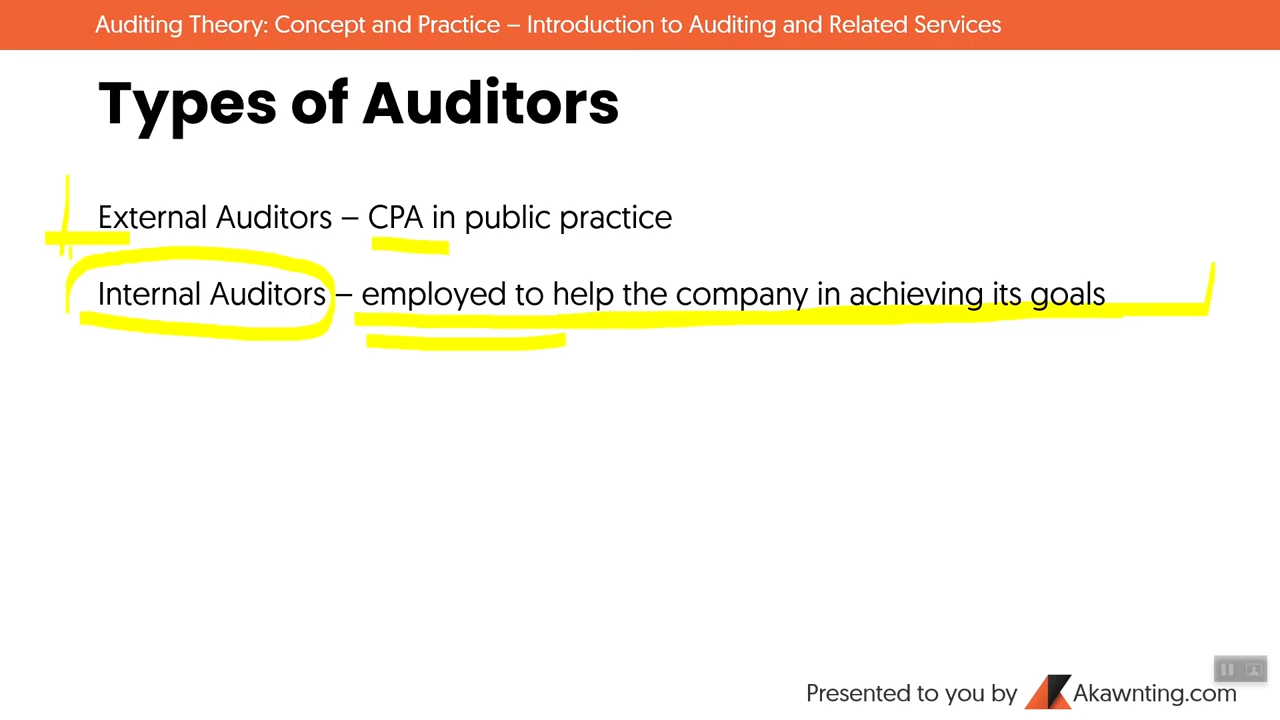 Auditing Theory: Concept and Practice – Introduction to Auditing and Related Services
Types of Auditors
External Auditors – CPA in public practice
Internal Auditors – employed to help the company in achieving its goals
Presented to you by Akawnting.com